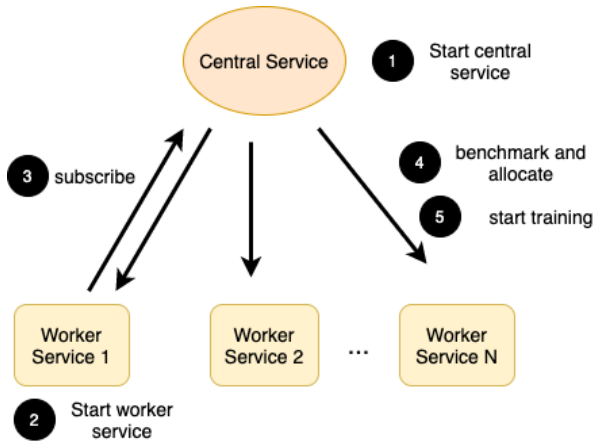 Central Service
1
Start central
service
3
subscribe
4
benchmark and
allocate
5
start training
Worker
Service 1
Worker
Service 2
...
Worker
Service N
2
Start worker
service